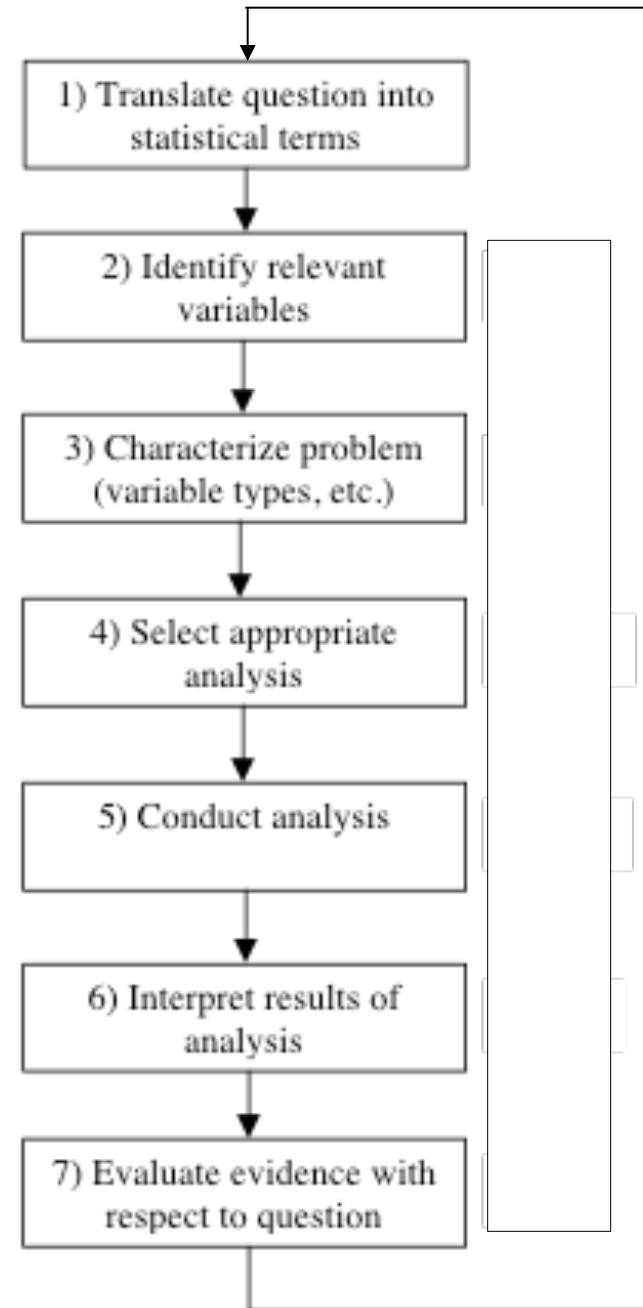 1) Translate question into
statistical terms
2) Identify relevant
variables
3) Characterize problem
(variable types, etc.)
4) Select appropriate
analysis
5) Conduct analysis
6) Interpret results of
analysis
7) Evaluate evidence with
respect to question